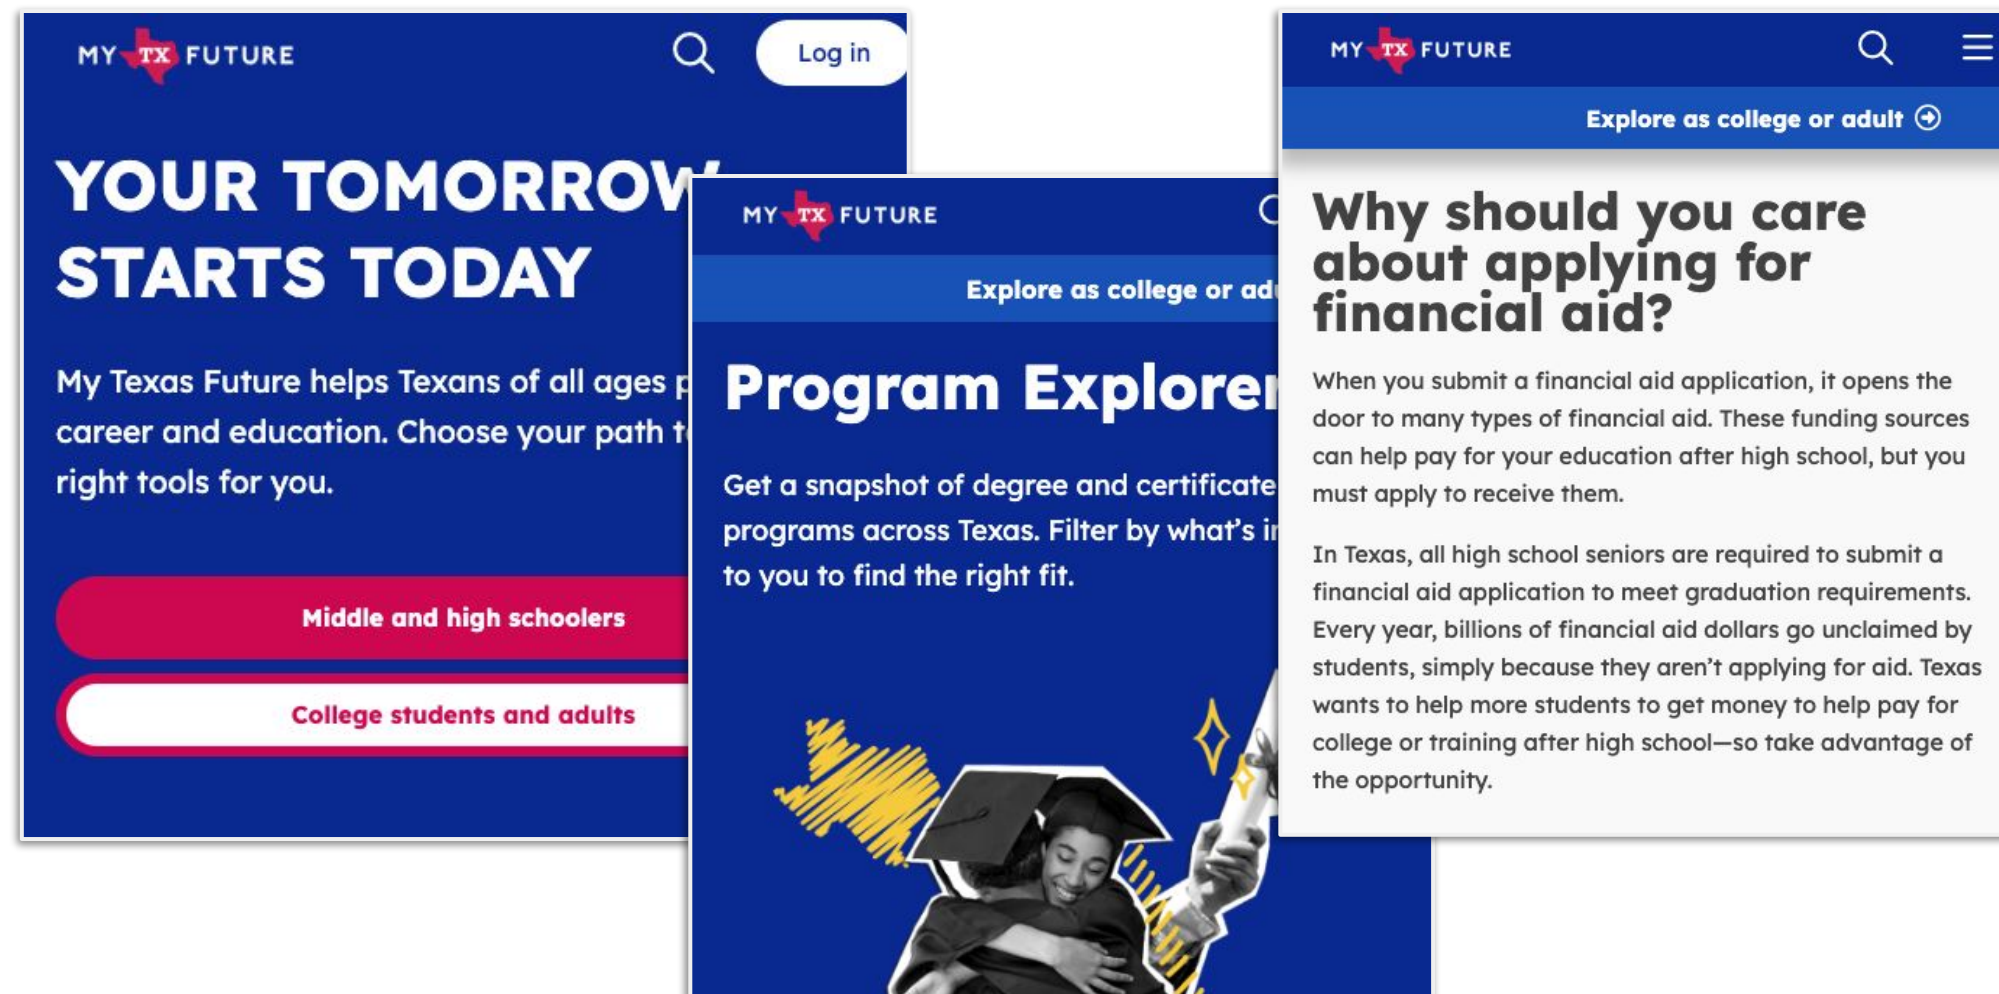 MY TX FUTURE
Log in
YOUR TOMORROW
STARTS TODAY
My Texas Future helps Texans of all ages
career and education. Choose your path
right tools for you.
Middle and high schoolers
College students and adults
MY TX FUTURE
Explore as college or
Program Explorer
Get a snapshot of degree and certificate
programs across Texas. Filter by what's
to you to find the right fit.
MY TX FUTURE
Explore as college or adult
Why should you care
about applying for
financial aid?
When you submit a financial aid application, it opens the
door to many types of financial aid. These funding sources
can help pay for your education after high school, but you
must apply to receive them.
In Texas, all high school seniors are required to submit a
financial aid application to meet graduation requirements.
Every year, billions of financial aid dollars go unclaimed by
students, simply because they aren't applying for aid. Texas
wants to help more students to get money to help pay for
college or training after high school—so take advantage of
the opportunity.